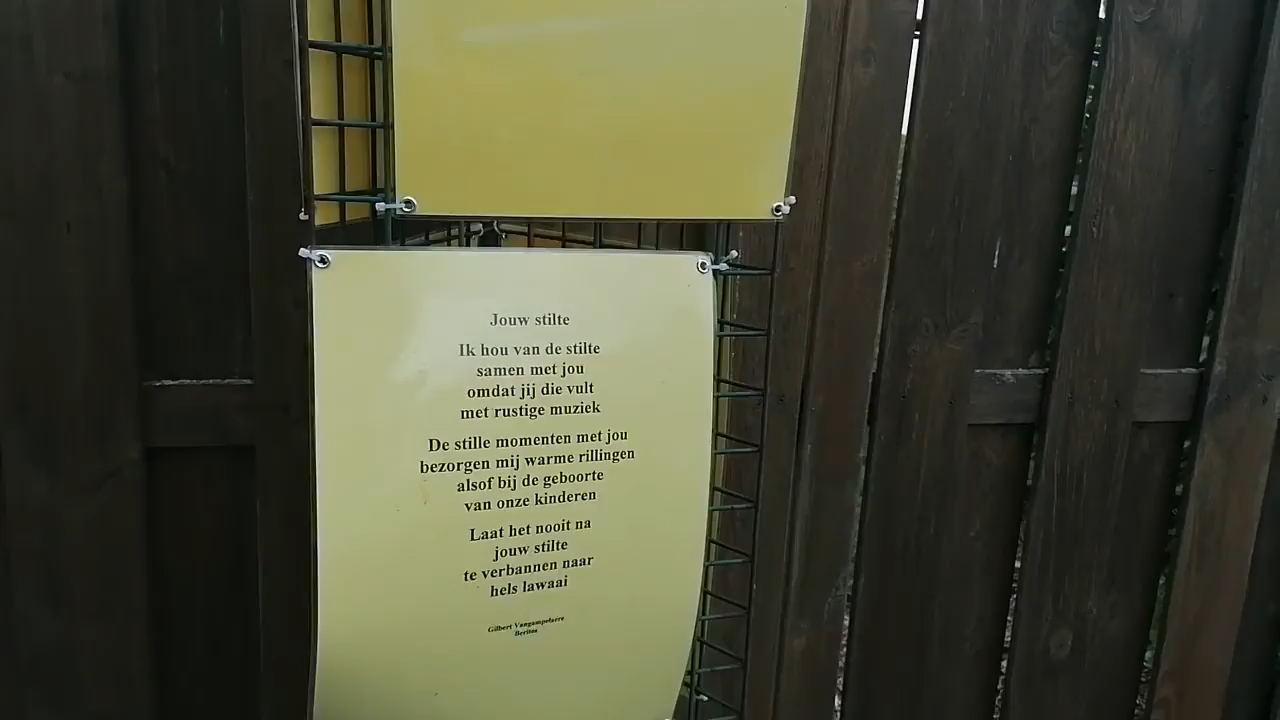 Jouw stilte
Ik hou van de stilte
samen met jou
omdat jij die vult
met rustige muziek
De stille momenten met jou
bezorgen mij warme rillingen
alsof bij de geboorte
van onze kinderen
Laat het nooit na
jouw stilte
te verbannen naar
hels lawaai
Gilbert Vangampelaere
Berites